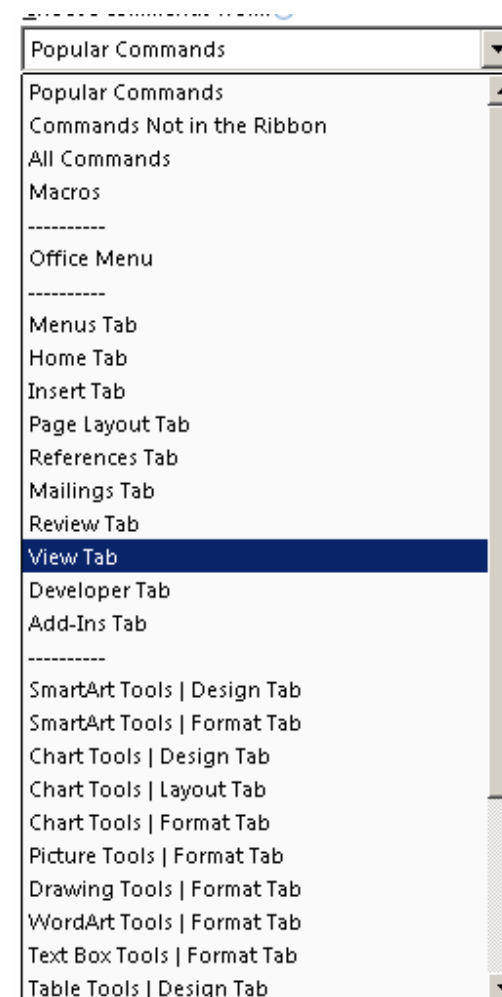 Popular Commands
Popular Commands
Commands Not in the Ribbon
All Commands
Macros
----------
Office Menu
----------
Menus Tab
Home Tab
Insert Tab
Page Layout Tab
References Tab
Mailings Tab
Review Tab
View Tab
Developer Tab
Add-Ins Tab
----------
SmartArt Tools | Design Tab
SmartArt Tools | Format Tab
Chart Tools | Design Tab
Chart Tools | Layout Tab
Chart Tools | Format Tab
Picture Tools | Format Tab
Drawing Tools | Format Tab
WordArt Tools | Format Tab
Text Box Tools | Format Tab
Table Tools | Design Tab